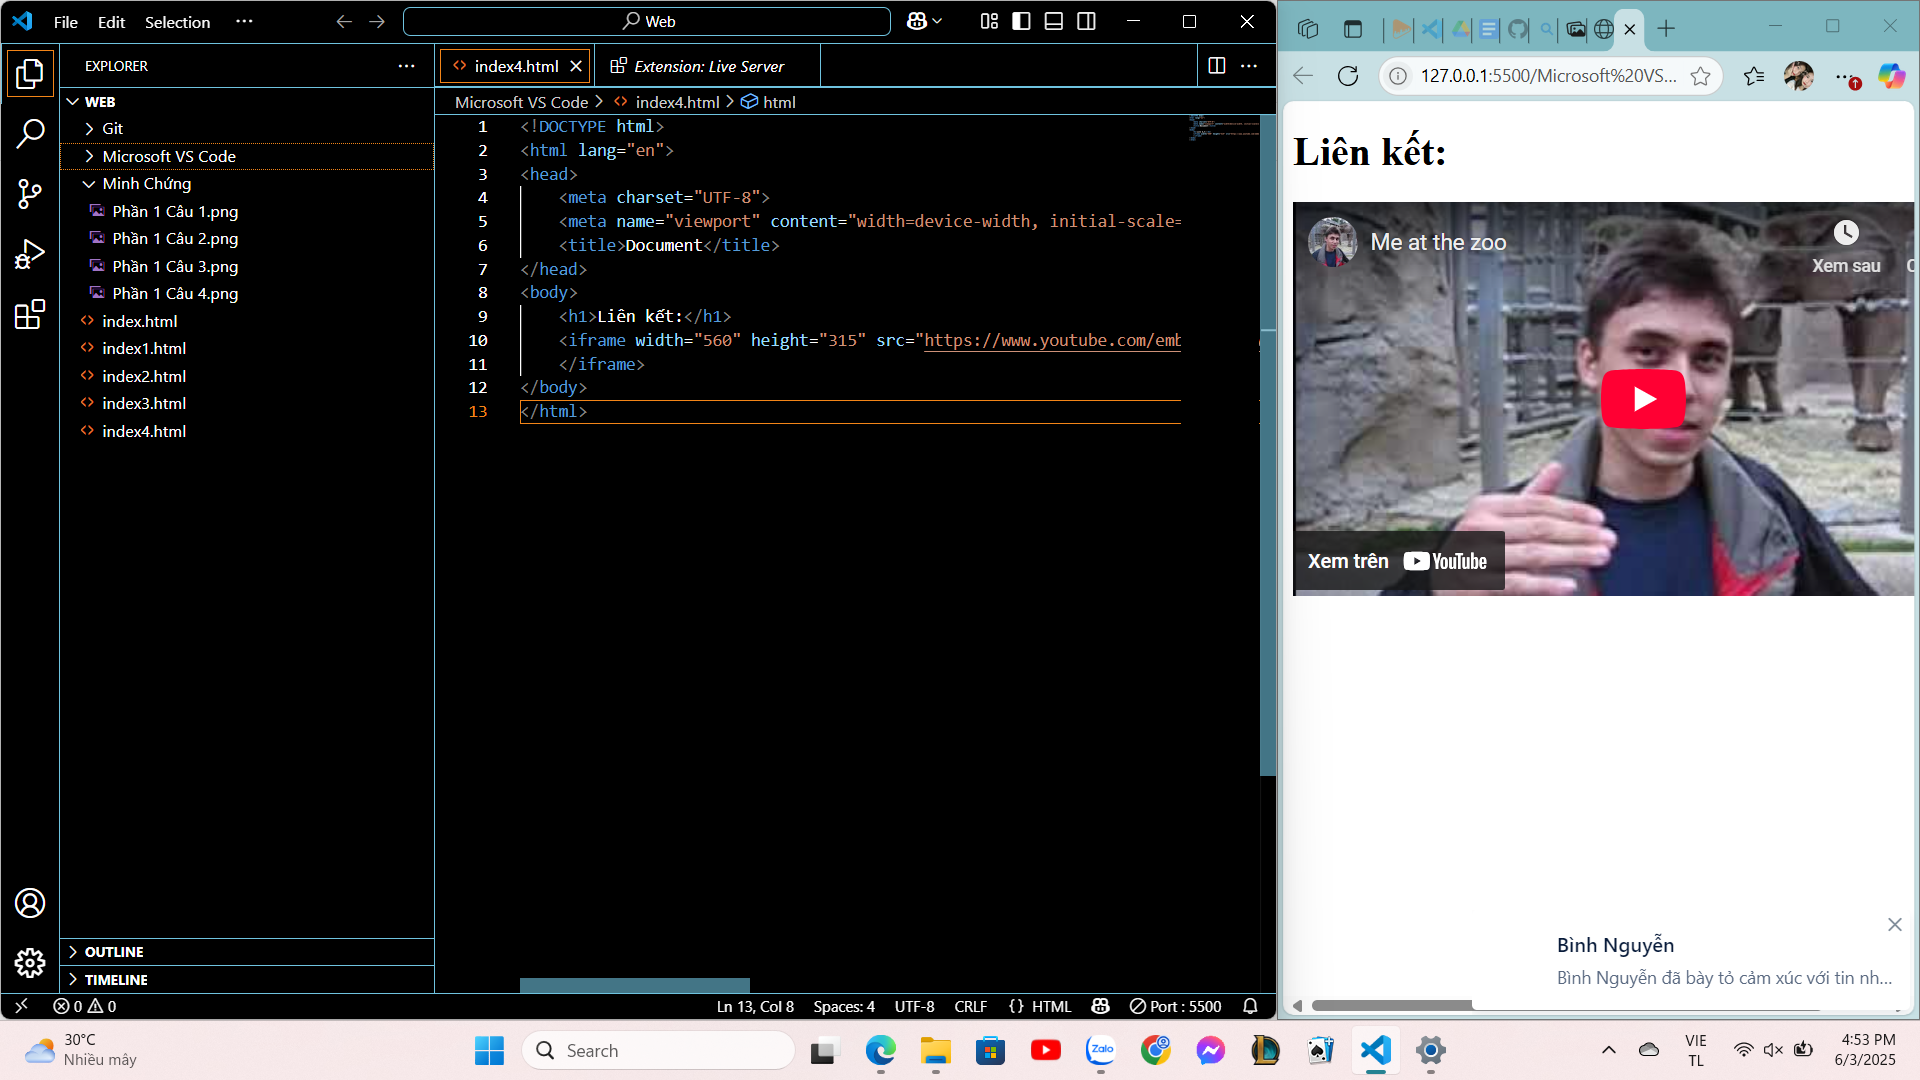 File Edit Selection ... Web
EXPLORER
WEB
Git
Microsoft VS Code
Minh Chứng
Phần 1 Câu 1.png
Phần 1 Câu 2.png
Phần 1 Câu 3.png
Phần 1 Câu 4.png
index.html
index1.html
index2.html
index3.html
index4.html
OUTLINE
TIMELINE
index4.html Extension: Live Server
Microsoft VS Code > index4.html > html
1 <!DOCTYPE html>
2 <html lang="en">
3 <head>
4 <meta charset="UTF-8">
5 <meta name="viewport" content="width=device-width, initial-scale=
6 <title>Document</title>
7 </head>
8 <body>
9 <h1>Liên kết:</h1>
10 <iframe width="560" height="315" src="https://www.youtube.com/emb
11 </iframe>
12 </body>
13 </html>
0 0 Ln 13, Col 8 Spaces: 4 UTF-8 CRLF {} HTML Port : 5500
127.0.0.1:5500/Microsoft%20VS...
Liên kết:
Me at the zoo
Xem sau
Xem trên YouTube
Bình Nguyễn
Bình Nguyễn đã bày tỏ cảm xúc với tin nh...
30°C
Nhiều mây
Search
Zalo
VIE
TL
4:53 PM
6/3/2025